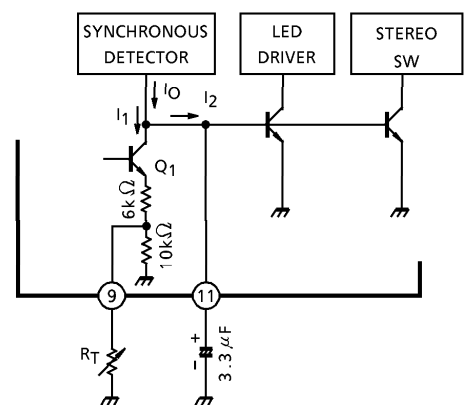 SYNCHRONOUS
DETECTOR
LED
DRIVER
STEREO
SW
IO
I1
I2
Q1
6kΩ
10kΩ
9
11
RT
+
-
3.3μF